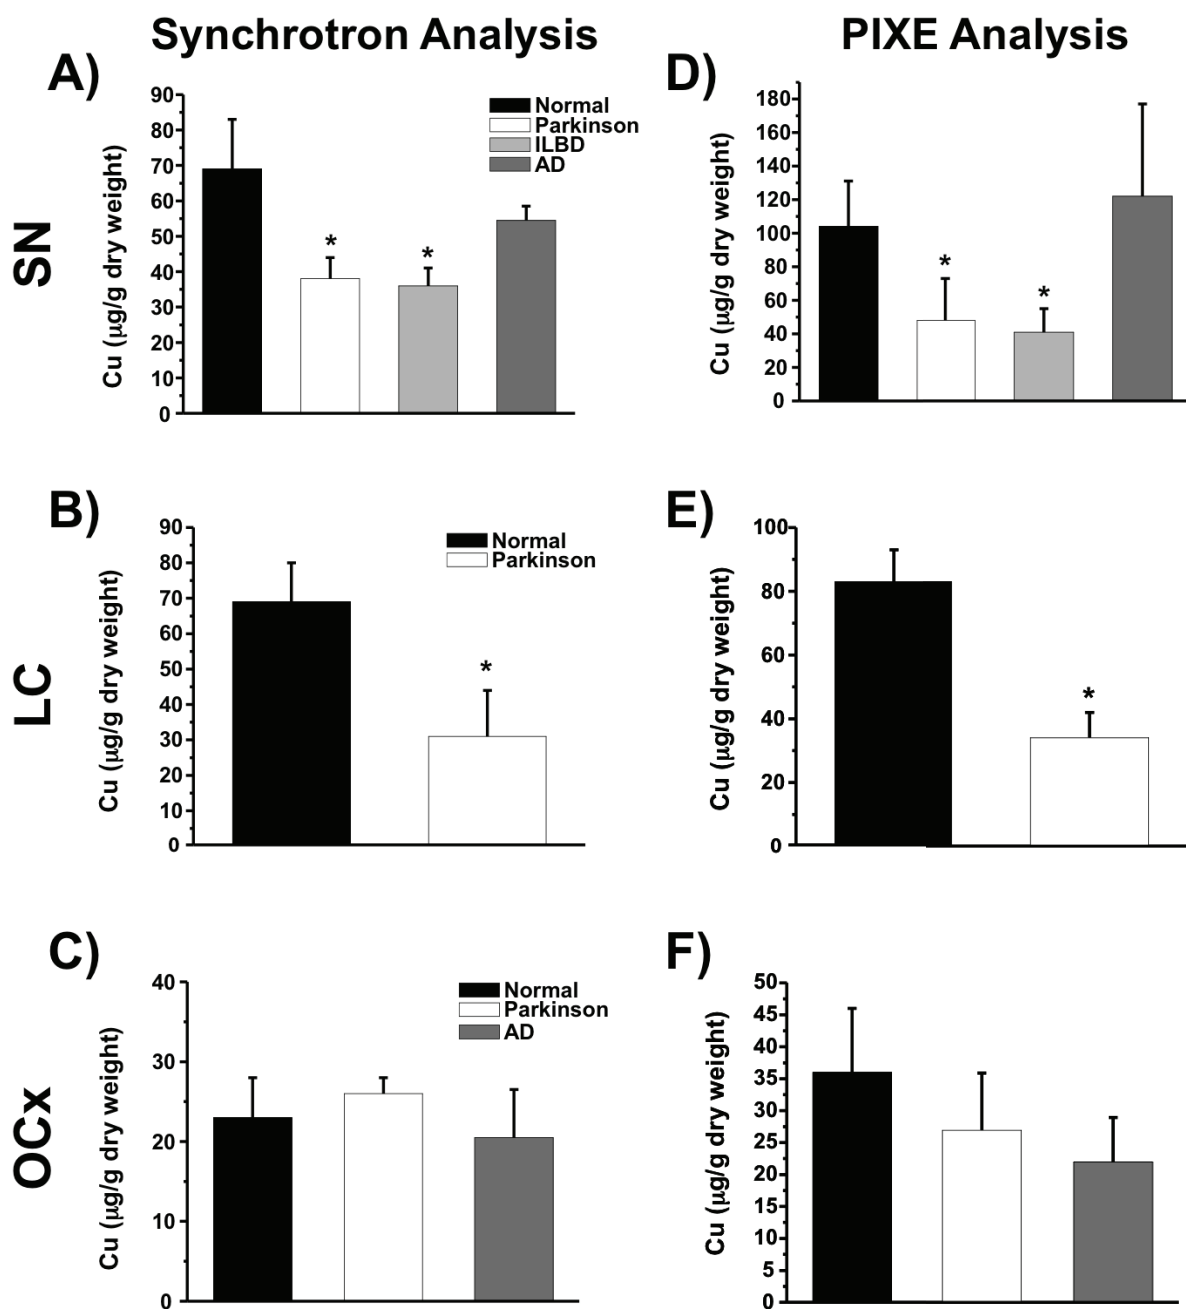 Synchrotron Analysis
PIXE Analysis
SN
A)
Cu (μg/g dry weight)
90
80
70
60
50
40
30
20
10
0
Normal
Parkinson
ILBD
AD
*
*
D)
Cu (μg/g dry weight)
180
160
140
120
100
80
60
40
20
0
*
*
LC
B)
Cu (μg/g dry weight)
90
80
70
60
50
40
30
20
10
0
Normal
Parkinson
*
E)
Cu (μg/g dry weight)
100
80
60
40
20
0
*
OCx
C)
Cu (μg/g dry weight)
40
30
20
10
0
Normal
Parkinson
AD
F)
Cu (μg/g dry weight)
50
45
40
35
30
25
20
15
10
5
0